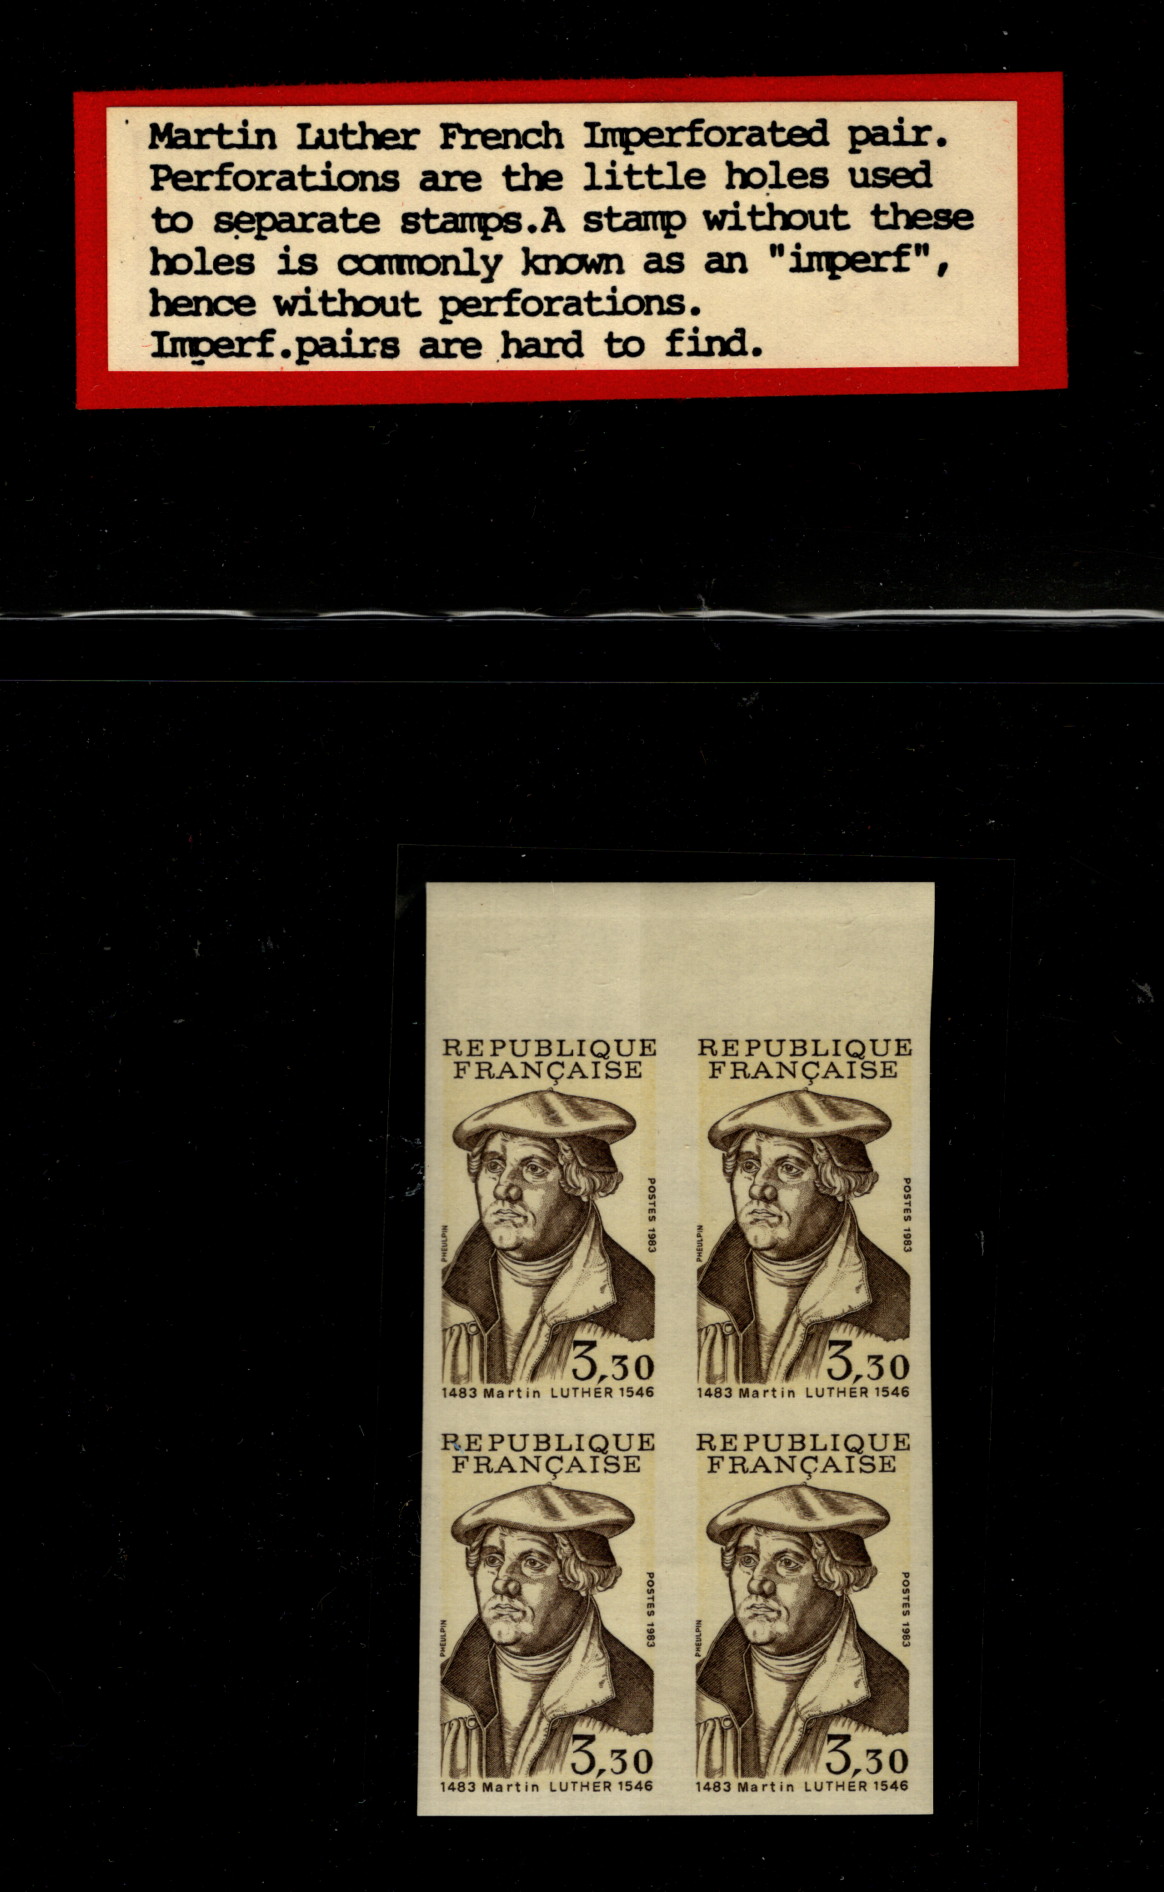 Martin Luther French Imperforated pair.
Perforations are the little holes used
to separate stamps.A stamp without these
holes is commonly known as an "imperf",
hence without perforations.
Imperf.pairs are hard to find.
REPUBLIQUE
FRANÇAISE
POSTES 1983
PHEULPIN
3,30
1483 Martin LUTHER 1546
REPUBLIQUE
FRANÇAISE
POSTES 1983
PHEULPIN
3,30
1483 Martin LUTHER 1546
REPUBLIQUE
FRANÇAISE
POSTES 1983
PHEULPIN
3,30
1483 Martin LUTHER 1546
REPUBLIQUE
FRANÇAISE
POSTES 1983
PHEULPIN
3,30
1483 Martin LUTHER 1546